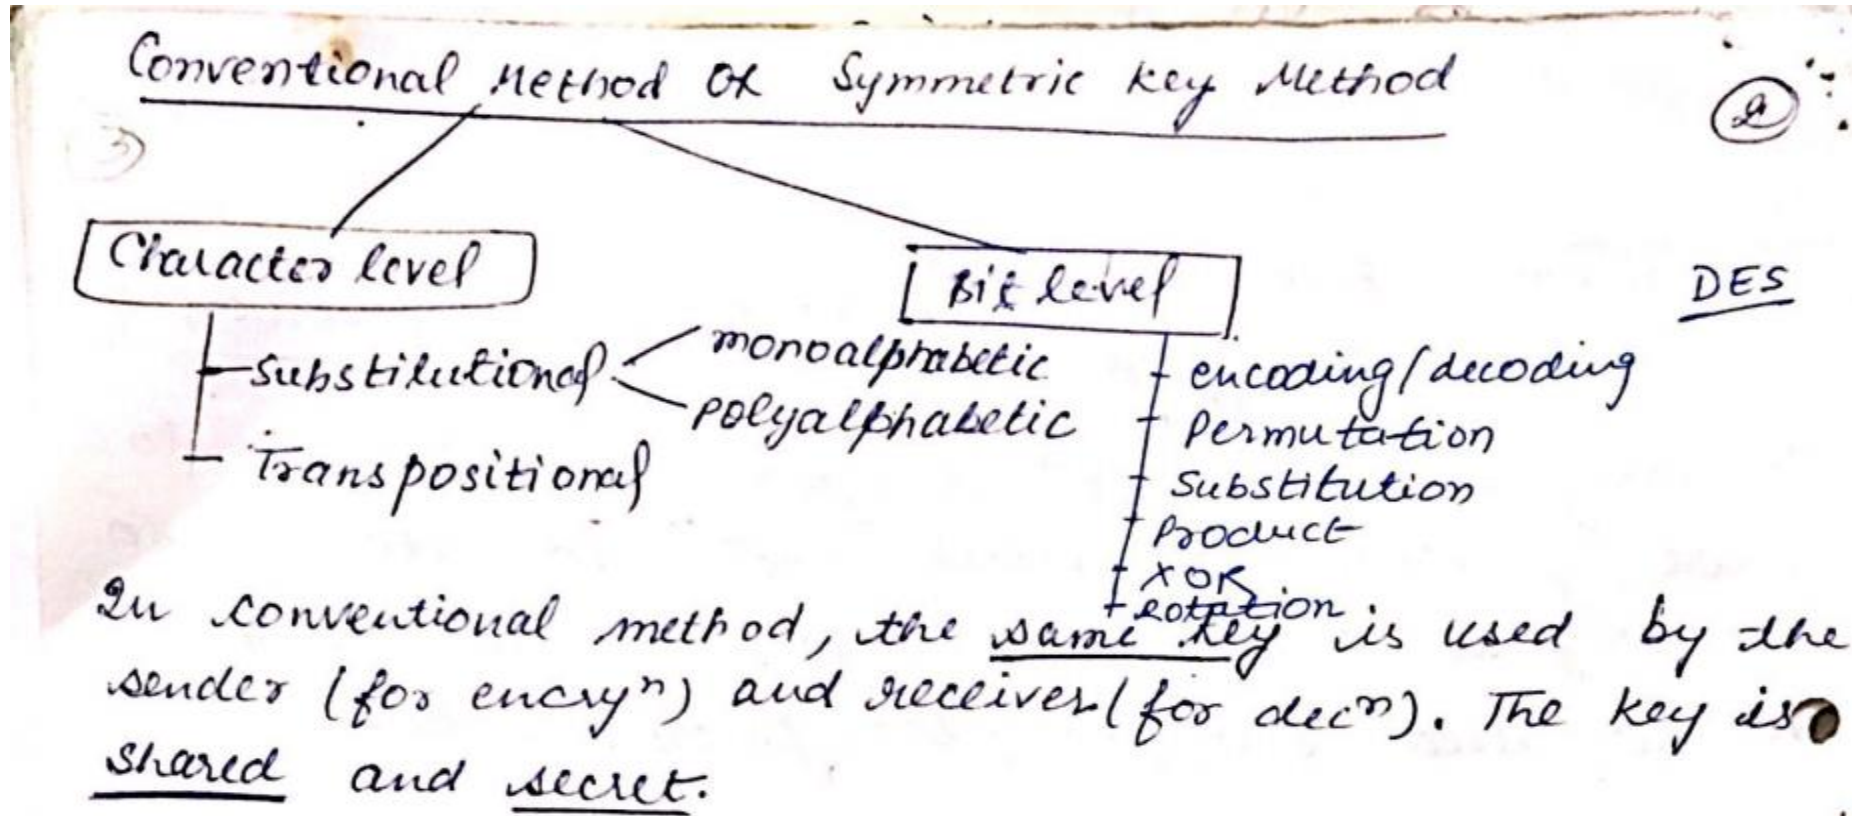 Conventional Method Or Symmetric Key Method
2
Character level
Substitutional
monoalphabetic
polyalphabetic
Transpositional
Bit level
encoding/decoding
Permutation
Substitution
Product
XOR
rotation
DES
In conventional method, the same key is used by the
sender (for encryⁿ) and receiver (for decⁿ). The key is
shared and secret.